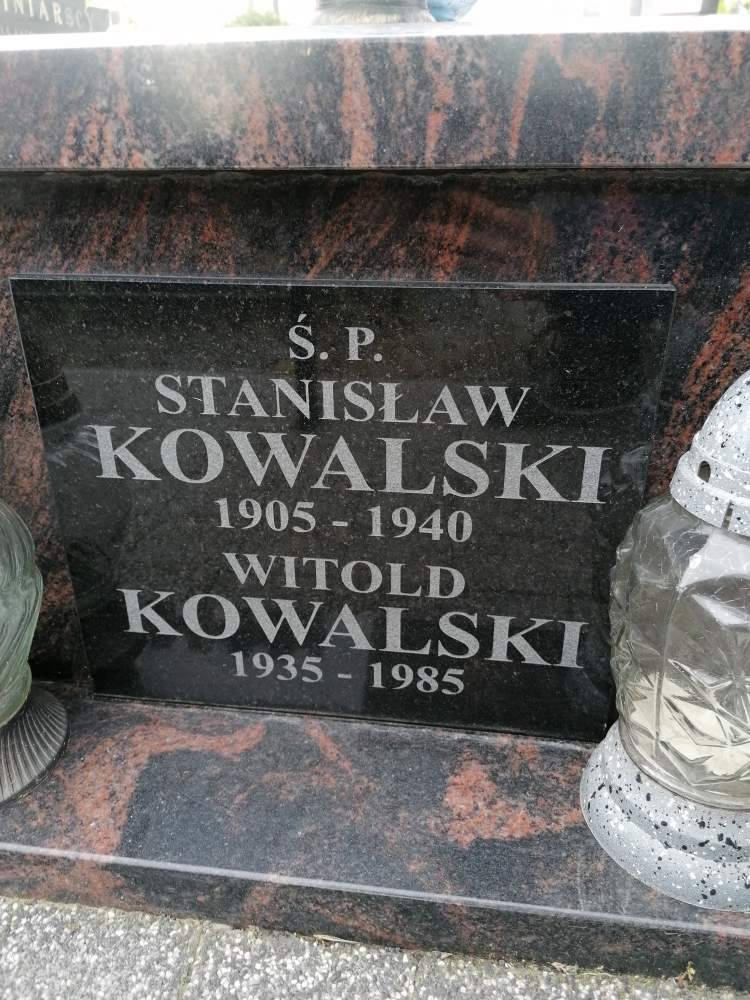 Ś. P.
STANISŁAW
KOWALSKI
1905 - 1940
WITOLD
KOWALSKI
1935 - 1985